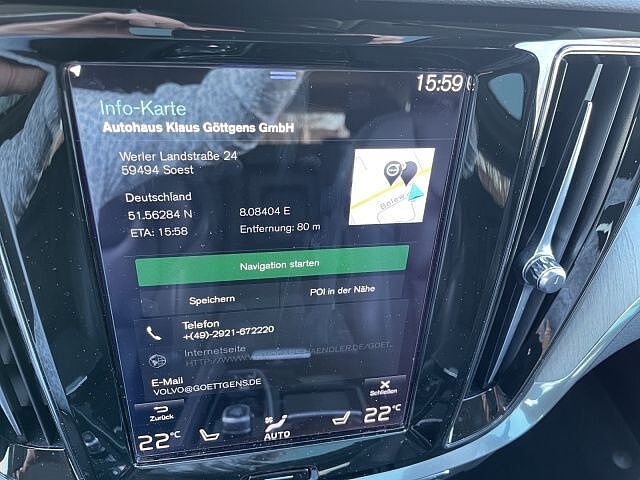 15:59
Info-Karte
Autohaus Klaus Göttgens GmbH
Werler Landstraße 24
59494 Soest
Deutschland
51.56284 N 8.08404 E
ETA: 15:58 Entfernung: 80 m
Navigation starten
Speichern POI in der Nähe
Telefon
+(49)-2921-672220
Internetseite
E-Mail
VOLVO@GOETTGENS.DE
Zurück Schließen
22°C AUTO 22°C